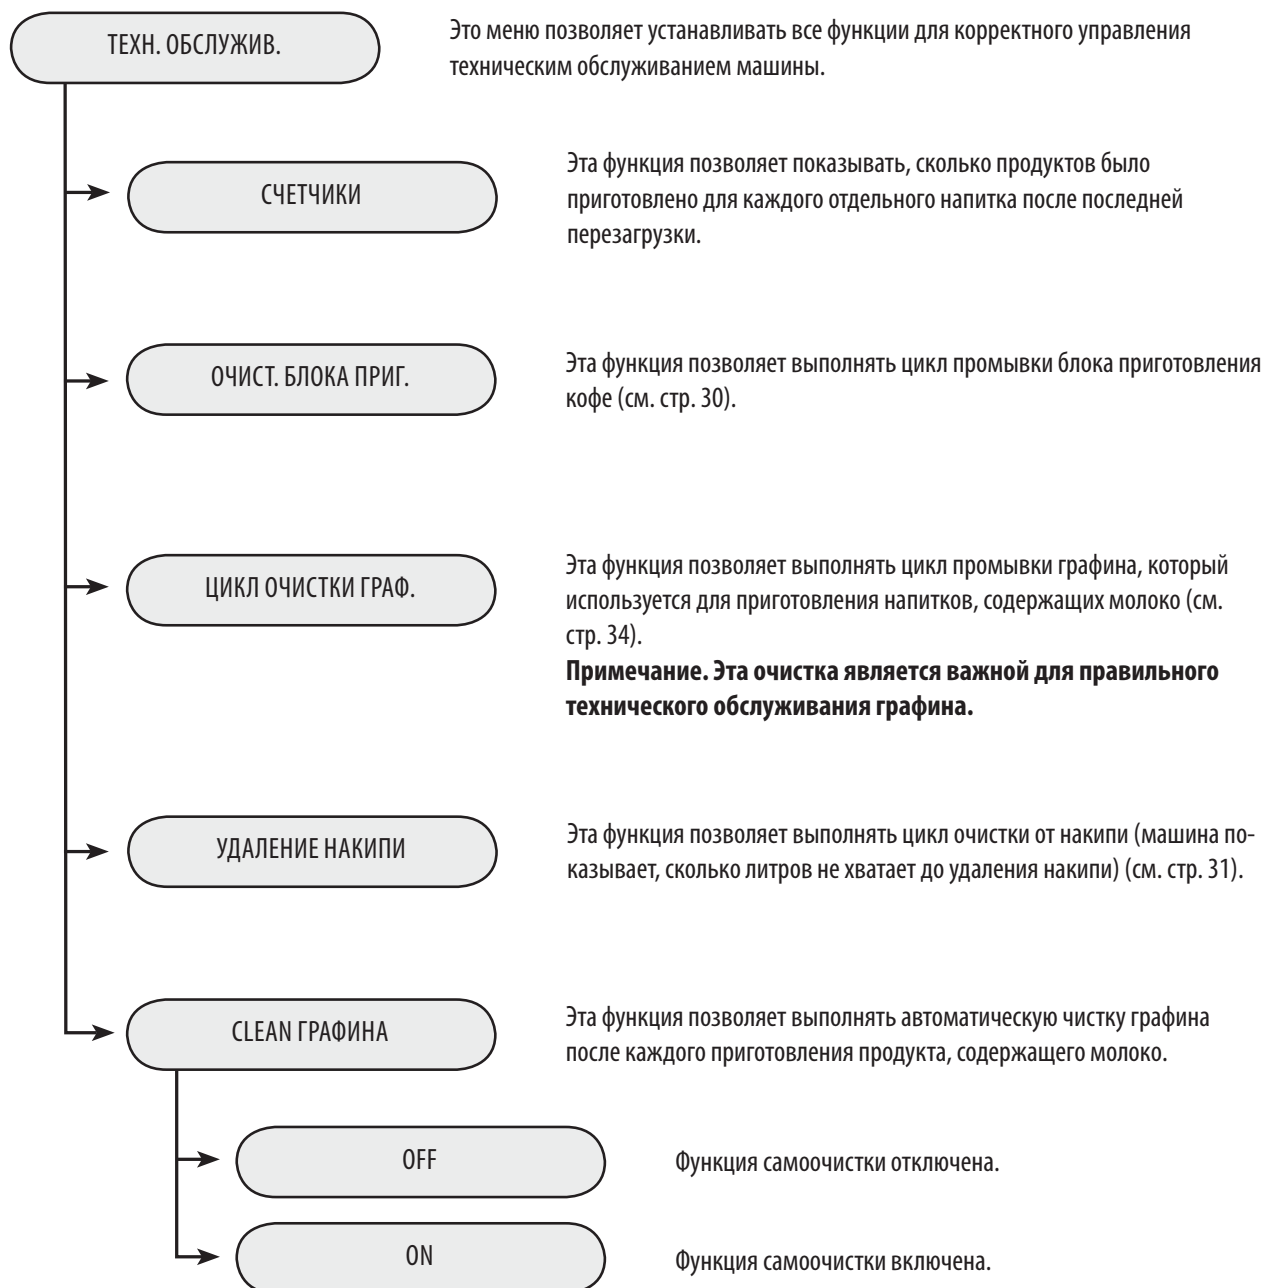 ТЕХН. ОБСЛУЖИВ.
Это меню позволяет устанавливать все функции для корректного управления
техническим обслуживанием машины.
СЧЕТЧИКИ
Эта функция позволяет показывать, сколько продуктов было
приготовлено для каждого отдельного напитка после последней
перезагрузки.
ОЧИСТ. БЛОКА ПРИГ.
Эта функция позволяет выполнять цикл промывки блока приготовления
кофе (см. стр. 30).
ЦИКЛ ОЧИСТКИ ГРАФ.
Эта функция позволяет выполнять цикл промывки графина, который
используется для приготовления напитков, содержащих молоко (см.
стр. 34).
Примечание. Эта очистка является важной для правильного
технического обслуживания графина.
УДАЛЕНИЕ НАКИПИ
Эта функция позволяет выполнять цикл очистки от накипи (машина по-
казывает, сколько литров не хватает до удаления накипи) (см. стр. 31).
CLEAN ГРАФИНА
Эта функция позволяет выполнять автоматическую чистку графина
после каждого приготовления продукта, содержащего молоко.
OFF
Функция самоочистки отключена.
ON
Функция самоочистки включена.